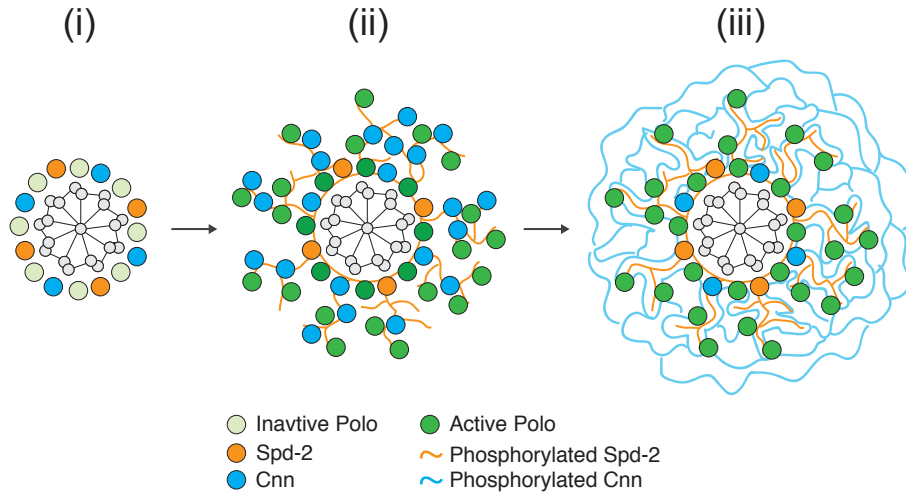 (i) (ii) (iii)
Inavtive Polo Active Polo
Spd-2 Phosphorylated Spd-2
Cnn Phosphorylated Cnn